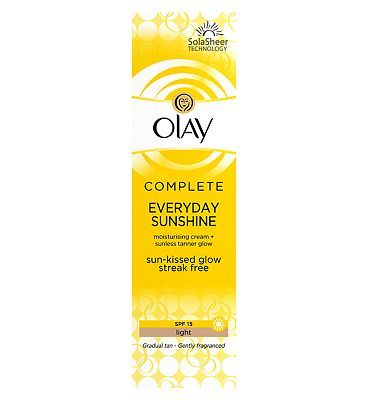 SolaSheer
TECHNOLOGY
OLAY
COMPLETE
EVERYDAY
SUNSHINE
moisturising cream +
sunless tanner glow
sun-kissed glow
streak free
SPF 15
light
Gradual tan - Gently fragranced